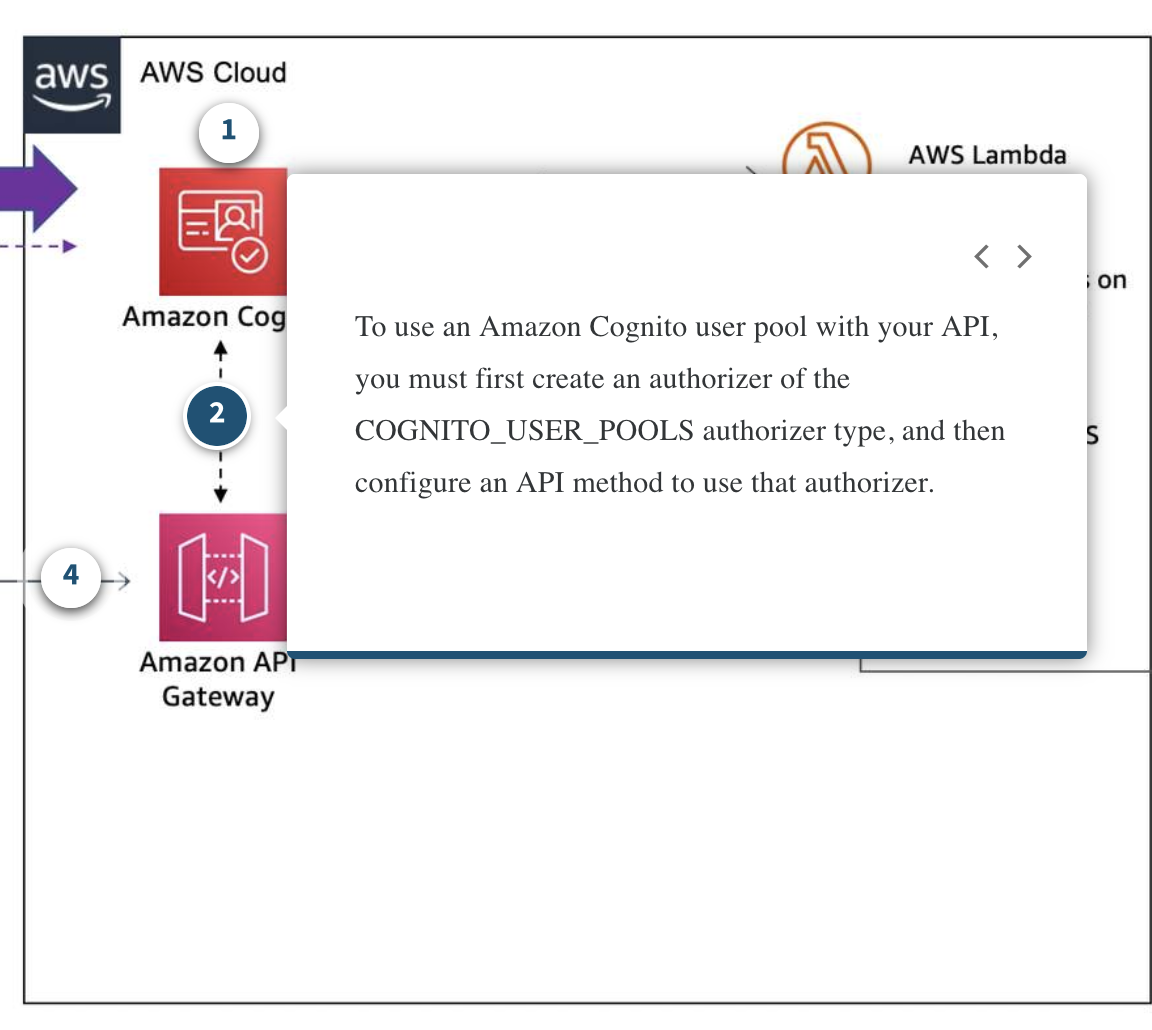 aws
AWS Cloud
1
AWS Lambda
on
Amazon Cog
To use an Amazon Cognito user pool with your API,
you must first create an authorizer of the
COGNITO_USER_POOLS authorizer type, and then
configure an API method to use that authorizer.
2
4
</>
Amazon API
Gateway